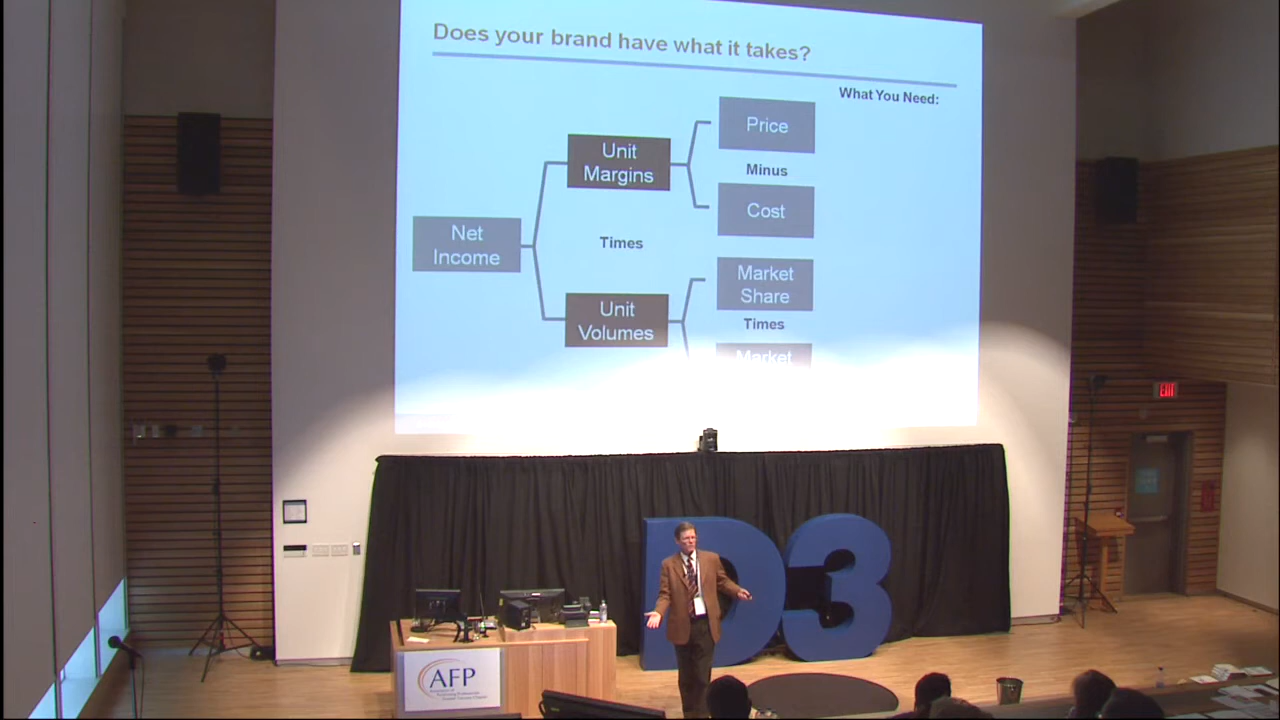 Does your brand have what it takes?
What You Need:
Price
Unit
Margins
Minus
Cost
Net
Income
Times
Market
Share
Unit
Volumes
Times
Market
EXIT
D3
AFP